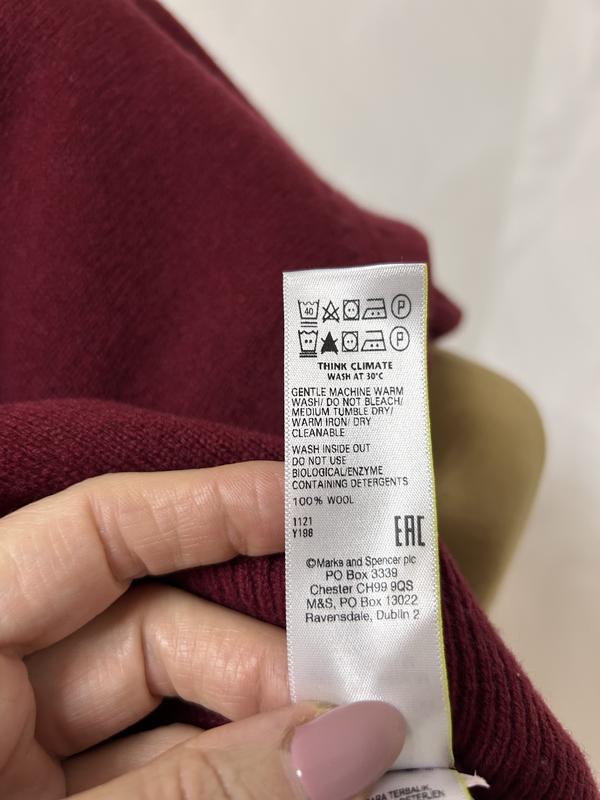 40 P
P
THINK CLIMATE
WASH AT 30°C
GENTLE MACHINE WARM
WASH/ DO NOT BLEACH/
MEDIUM TUMBLE DRY/
WARM IRON/ DRY
CLEANABLE
WASH INSIDE OUT
DO NOT USE
BIOLOGICAL/ENZYME
CONTAINING DETERGENTS
100% WOOL
1121
Y198
EAC
©Marks and Spencer plc
PO Box 3339
Chester CH99 9QS
M&S, PO Box 13022
Ravensdale, Dublin 2
TERBALIK,